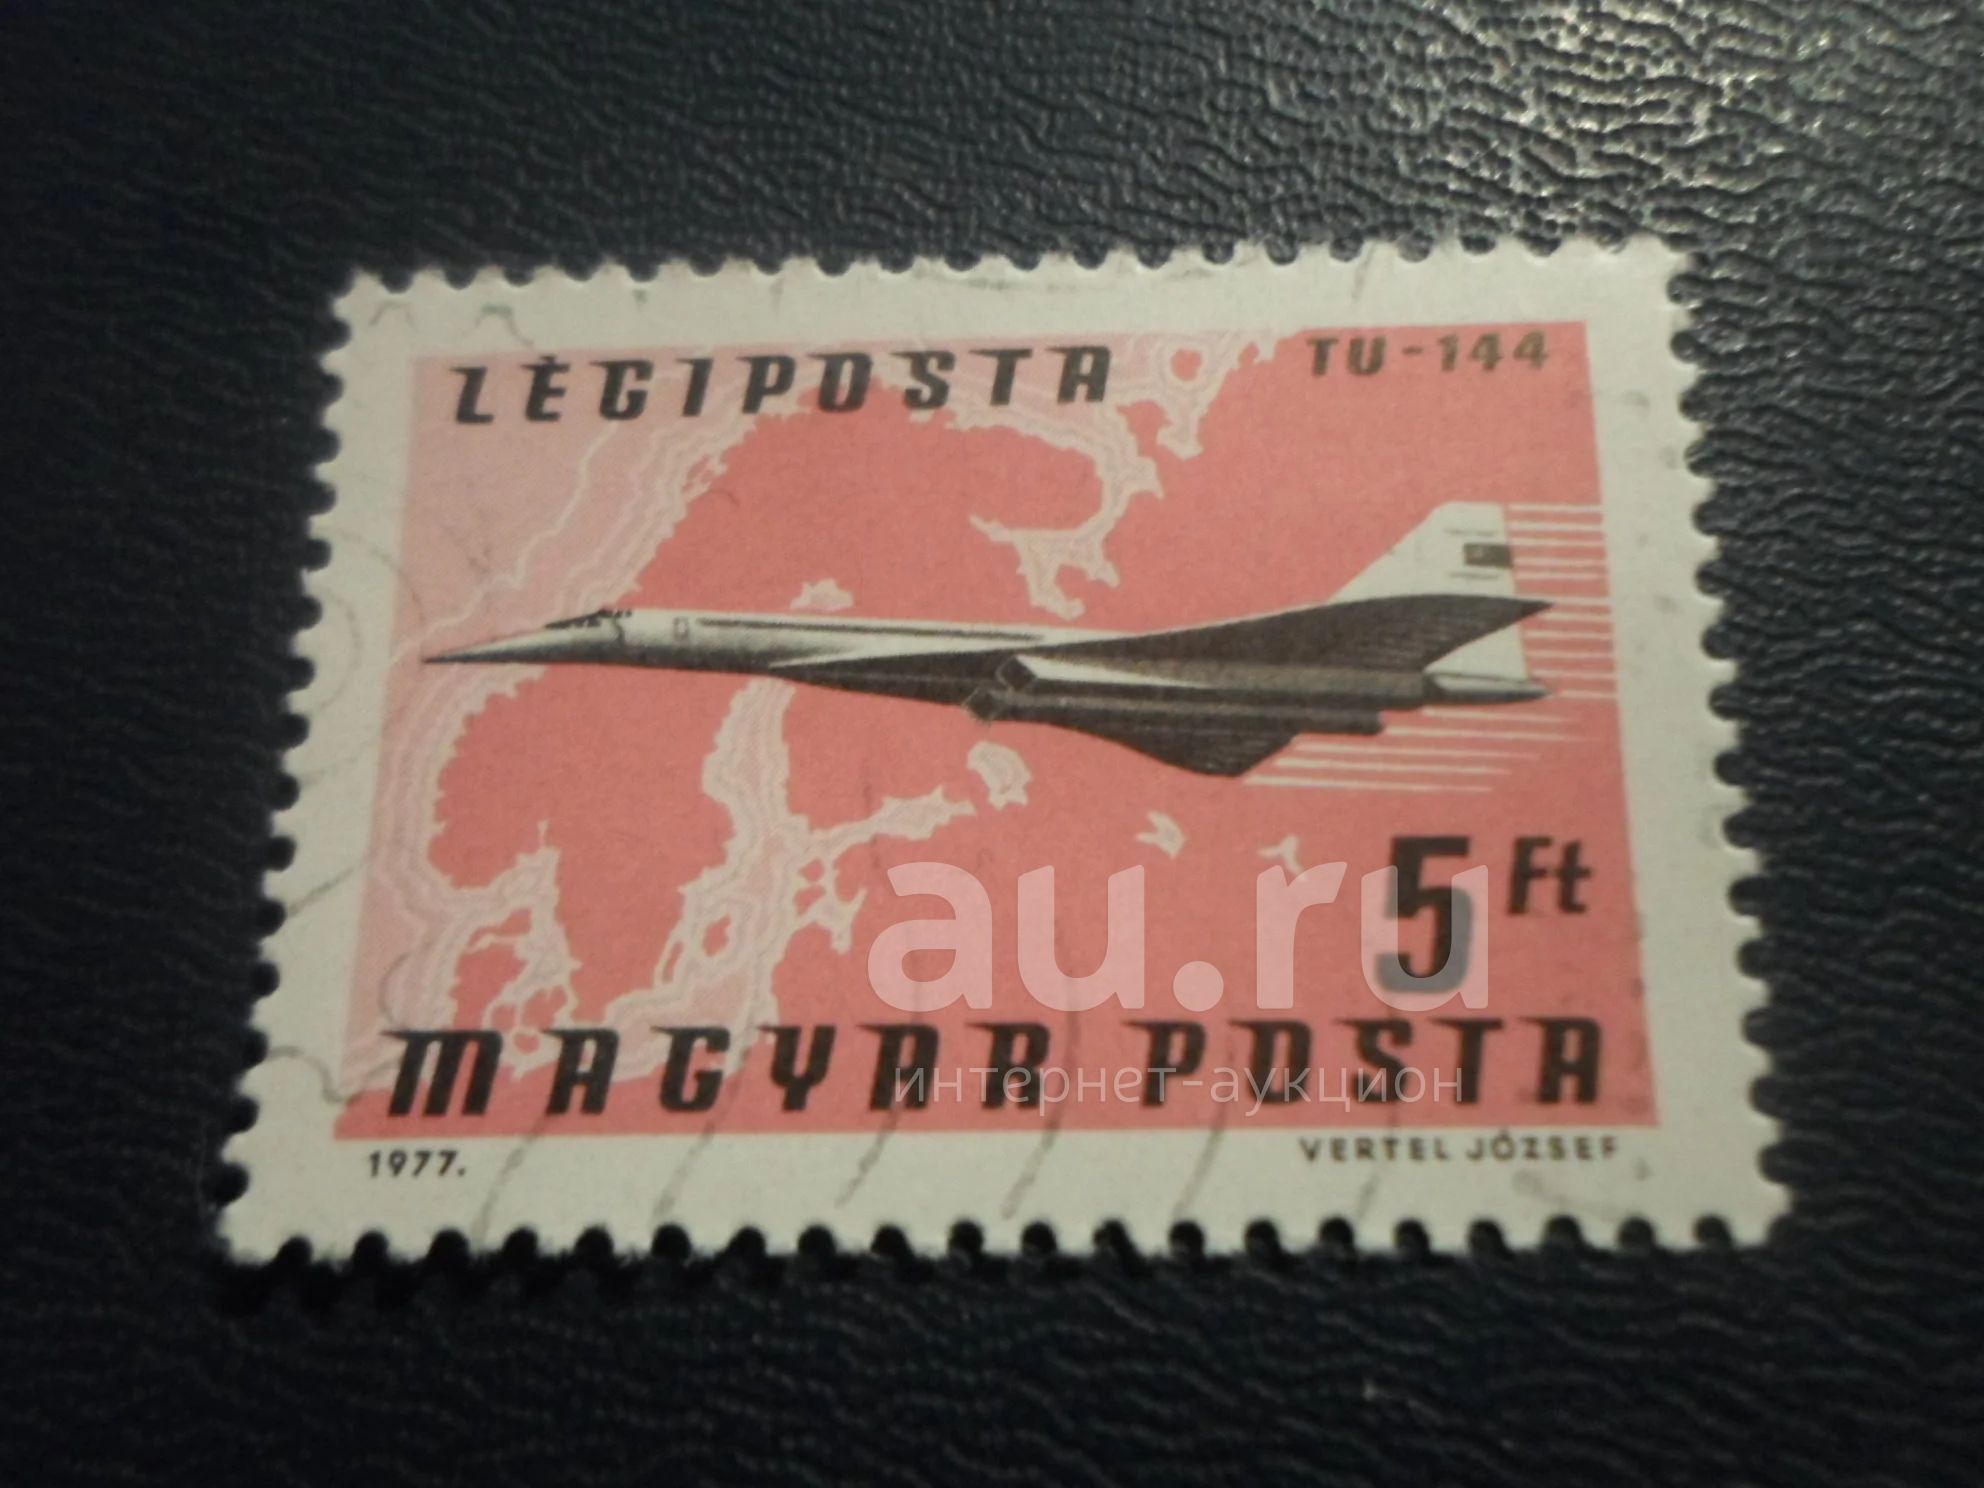 LÉGIPOSTA
TU-144
5 Ft
au.ru
интернет-аукцион
MAGYAR POSTA
1977.
VERTEL JÓZSEF